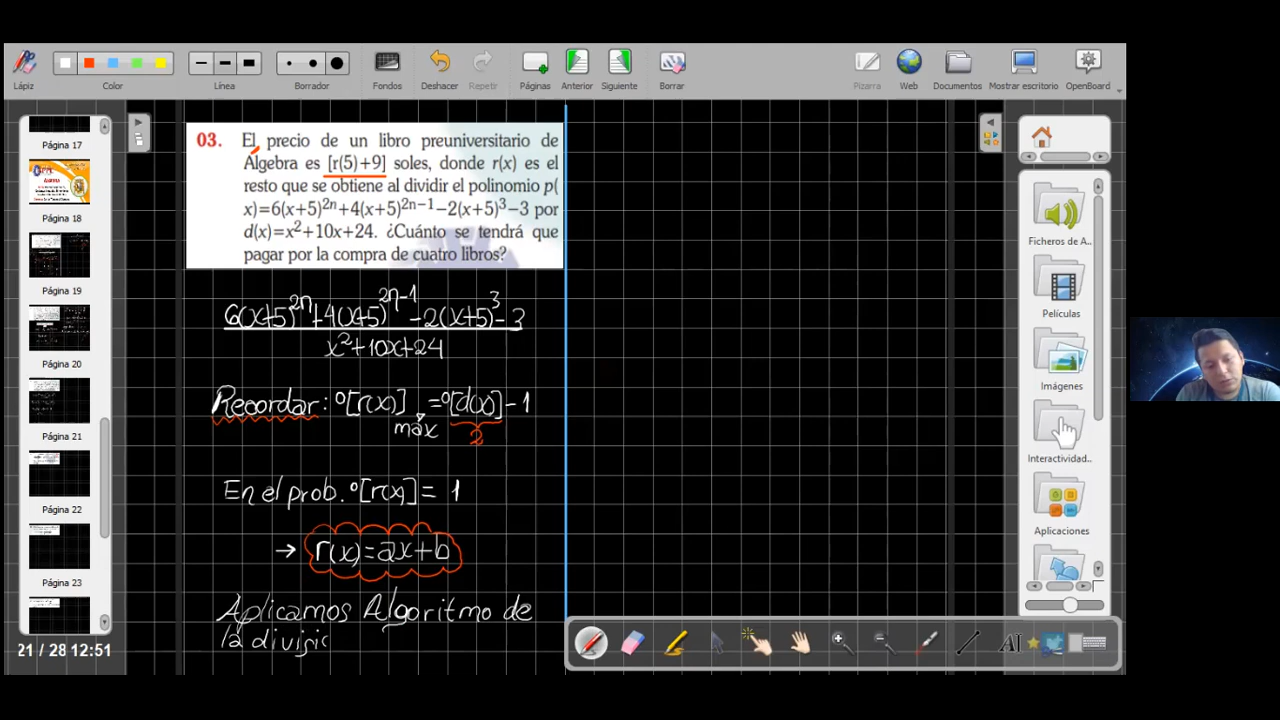 Lápiz
Color
Línea
Borrador
Fondos
Deshacer
Repetir
Páginas
Anterior
Siguiente
Borrar
Pizarra
Web
Documentos
Mostrar escritorio
OpenBoard
Página 17
Página 18
Página 19
Página 20
Página 21
Página 22
Página 23
21 / 28 12:51
03. El precio de un libro preuniversitario de
Algebra es [r(5)+9] soles, donde r(x) es el
resto que se obtiene al dividir el polinomio p(
x)=6(x+5)²ⁿ+4(x+5)²ⁿ⁻¹−2(x+5)³−3 por
d(x)=x²+10x+24. ¿Cuánto se tendrá que
pagar por la compra de cuatro libros?
6(x+5)²ⁿ+4(x+5)²ⁿ⁻¹−2(x+5)³−3
x²+10x+24
Recordar: °[r(x)] =°[d(x)]−1
máx 2
En el prob. °[r(x)] = 1
→ r(x)=ax+b
Aplicamos Algoritmo de
la divisi
Ficheros de A...
Películas
Imágenes
Interactividad...
Aplicaciones
AI